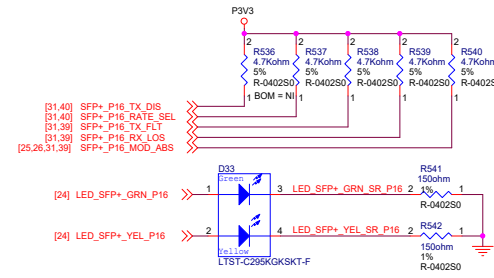 P3V3
2 2 2 2 2
R536 R537 R538 R539 R540
4.7Kohm 4.7Kohm 4.7Kohm 4.7Kohm 4.7Kohm
5% 5% 5% 5% 5%
R-0402S0 R-0402S0 R-0402S0 R-0402S0 R-0402S
1 BOM = NI 1 1 1 1
[31,40] SFP+_P16_TX_DIS
[31,40] SFP+_P16_RATE_SEL
[31,39] SFP+_P16_TX_FLT
[31,39] SFP+_P16_RX_LOS
[25,26,31,39] SFP+_P16_MOD_ABS
D33
Green
R541
150ohm
[24] LED_SFP+_GRN_P16 1 3 LED_SFP+_GRN_SR_P16 2 1
1%
R-0402S0
R542
[24] LED_SFP+_YEL_P16 2 4 LED_SFP+_YEL_SR_P16 2 1
Yellow
150ohm
1%
LTST-C295KGKSKT-F
R-0402S0